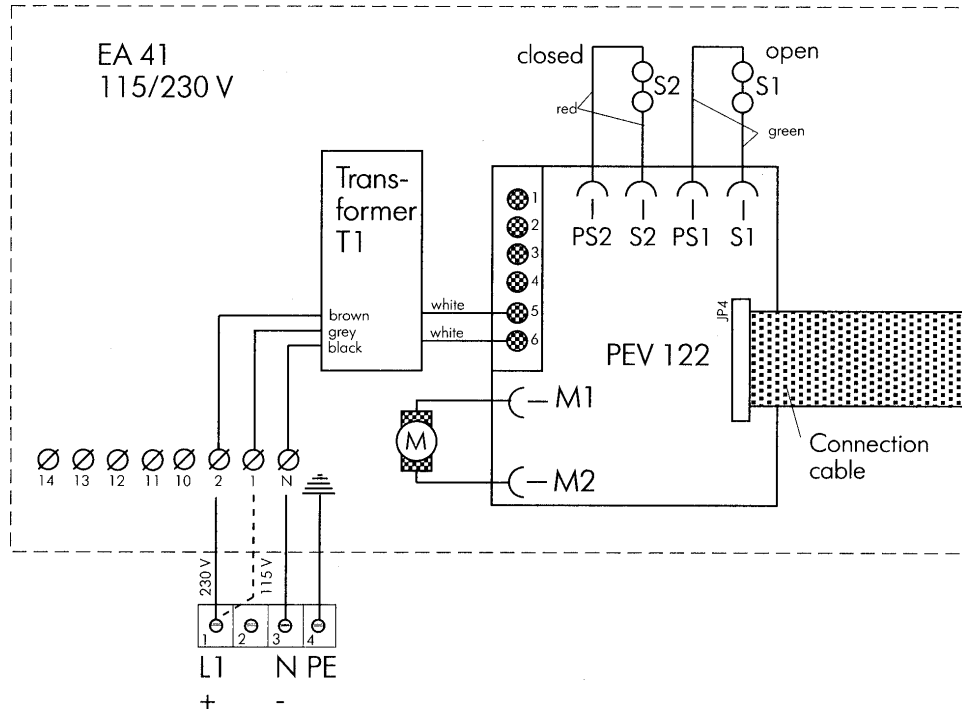 EA 41
115/230 V
closed
open
S2
S1
red
green
Trans-
former
T1
1
2
3
4
5
6
PS2 S2 PS1 S1
brown
grey
black
white
white
JP4
PEV 122
M1
M
M2
Connection
cable
14 13 12 11 10 2 1 N
230 V
115 V
1 2 3 4
L1 N PE
+ -